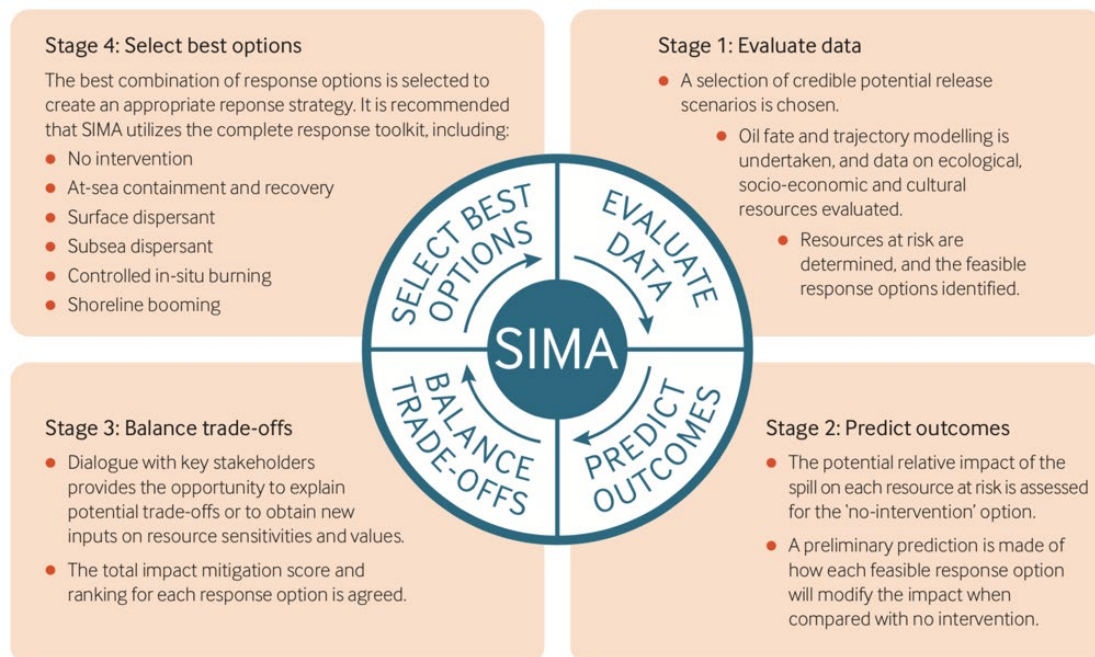 Stage 4: Select best options
The best combination of response options is selected to
create an appropriate reponse strategy. It is recommended
that SIMA utilizes the complete response toolkit, including:
● No intervention
● At-sea containment and recovery
● Surface dispersant
● Subsea dispersant
● Controlled in-situ burning
● Shoreline booming
Stage 1: Evaluate data
● A selection of credible potential release
scenarios is chosen.
● Oil fate and trajectory modelling is
undertaken, and data on ecological,
socio-economic and cultural
resources evaluated.
● Resources at risk are
determined, and the feasible
response options identified.
SELECT BEST
OPTIONS
EVALUATE
DATA
SIMA
BALANCE
TRADE-OFFS
PREDICT
OUTCOMES
Stage 3: Balance trade-offs
● Dialogue with key stakeholders
provides the opportunity to explain
potential trade-offs or to obtain new
inputs on resource sensitivities and values.
● The total impact mitigation score and
ranking for each response option is agreed.
Stage 2: Predict outcomes
● The potential relative impact of the
spill on each resource at risk is assessed
for the ‘no-intervention’ option.
● A preliminary prediction is made of
how each feasible response option
will modify the impact when
compared with no intervention.